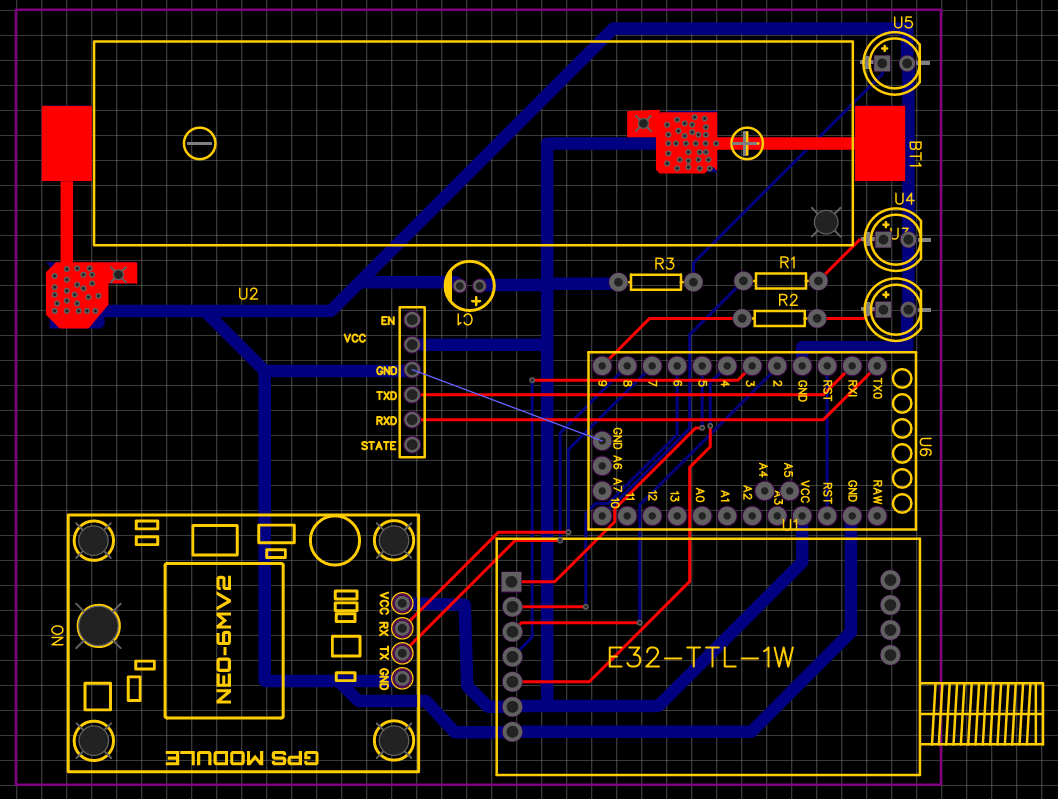 U5
BT1
U4
U3
R3
R1
R2
U2
C1
EN
VCC
GND
TXD
RXD
STATE
9
8
7
6
5
4
3
2
GND
RST
RXI
TXO
GND
A6
A7
U6
A4
A5
10
11
12
13
A0
A1
A2
A3
VCC
RST
GND
RAW
U1
NO
NEO-6MV2
VCC
RX
TX
GND
E32-TTL-1W
GPS MODULE